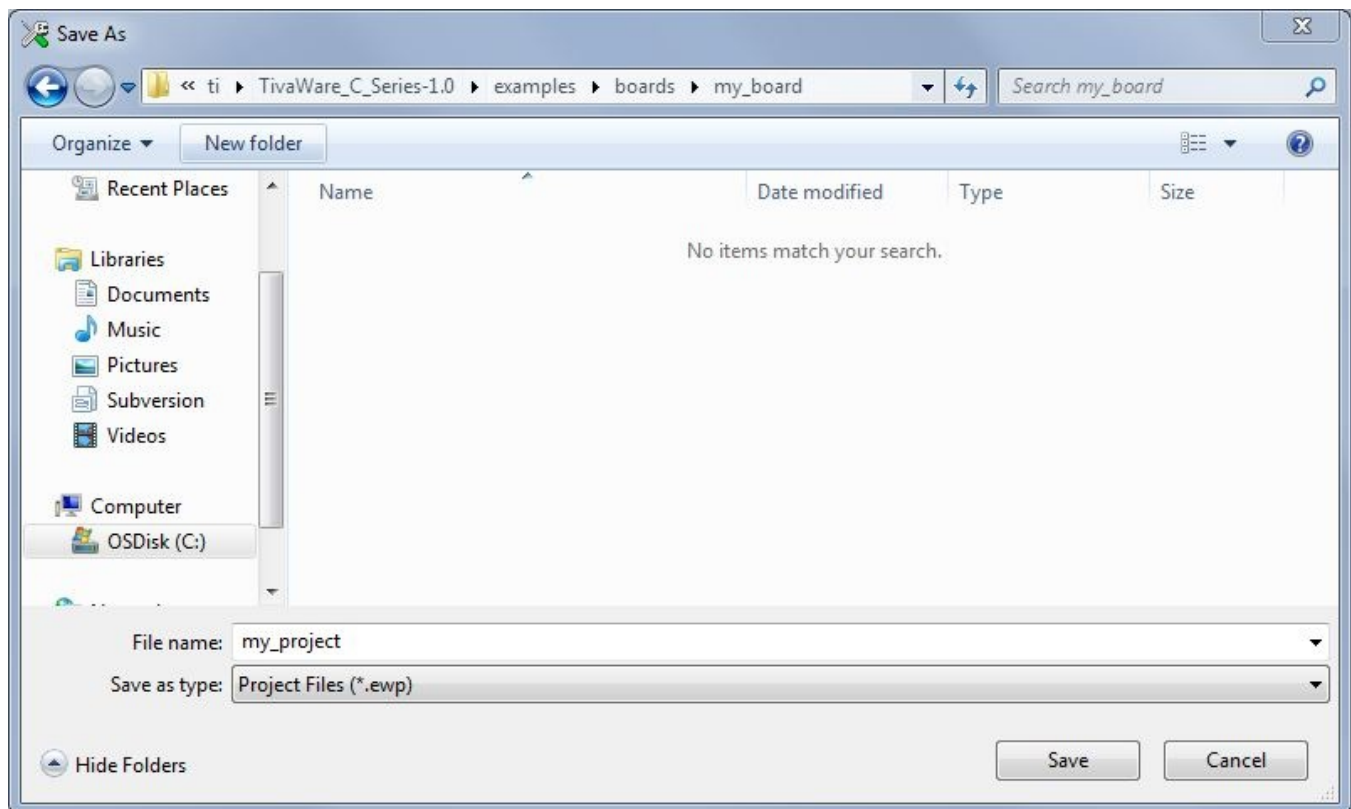 Save As
« ti ▸ TivaWare_C_Series-1.0 ▸ examples ▸ boards ▸ my_board
Search my_board
Organize New folder
Recent Places
Libraries
Documents
Music
Pictures
Subversion
Videos
Computer
OSDisk (C:)
Name Date modified Type Size
No items match your search.
File name: my_project
Save as type: Project Files (*.ewp)
Hide Folders
Save Cancel